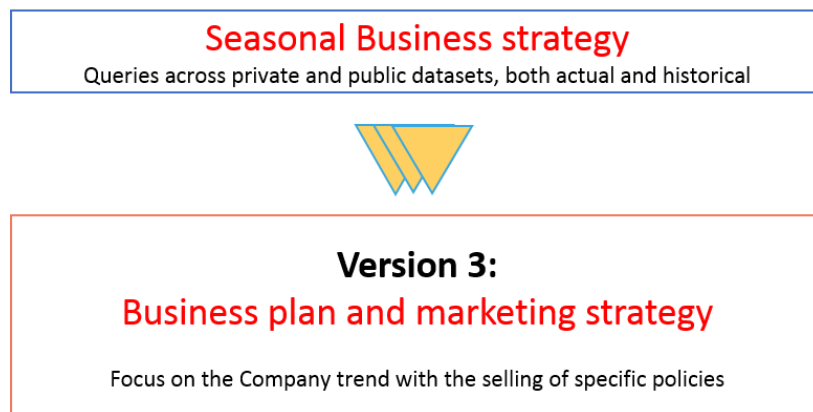 Seasonal Business strategy
Queries across private and public datasets, both actual and historical
Version 3:
Business plan and marketing strategy
Focus on the Company trend with the selling of specific policies